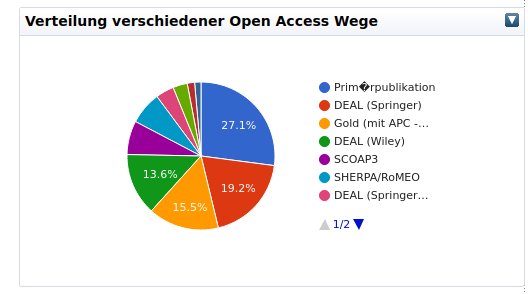 Verteilung verschiedener Open Access Wege
27.1%
19.2%
15.5%
13.6%
Prim�rpublikation
DEAL (Springer)
Gold (mit APC -...
DEAL (Wiley)
SCOAP3
SHERPA/RoMEO
DEAL (Springer...
1/2